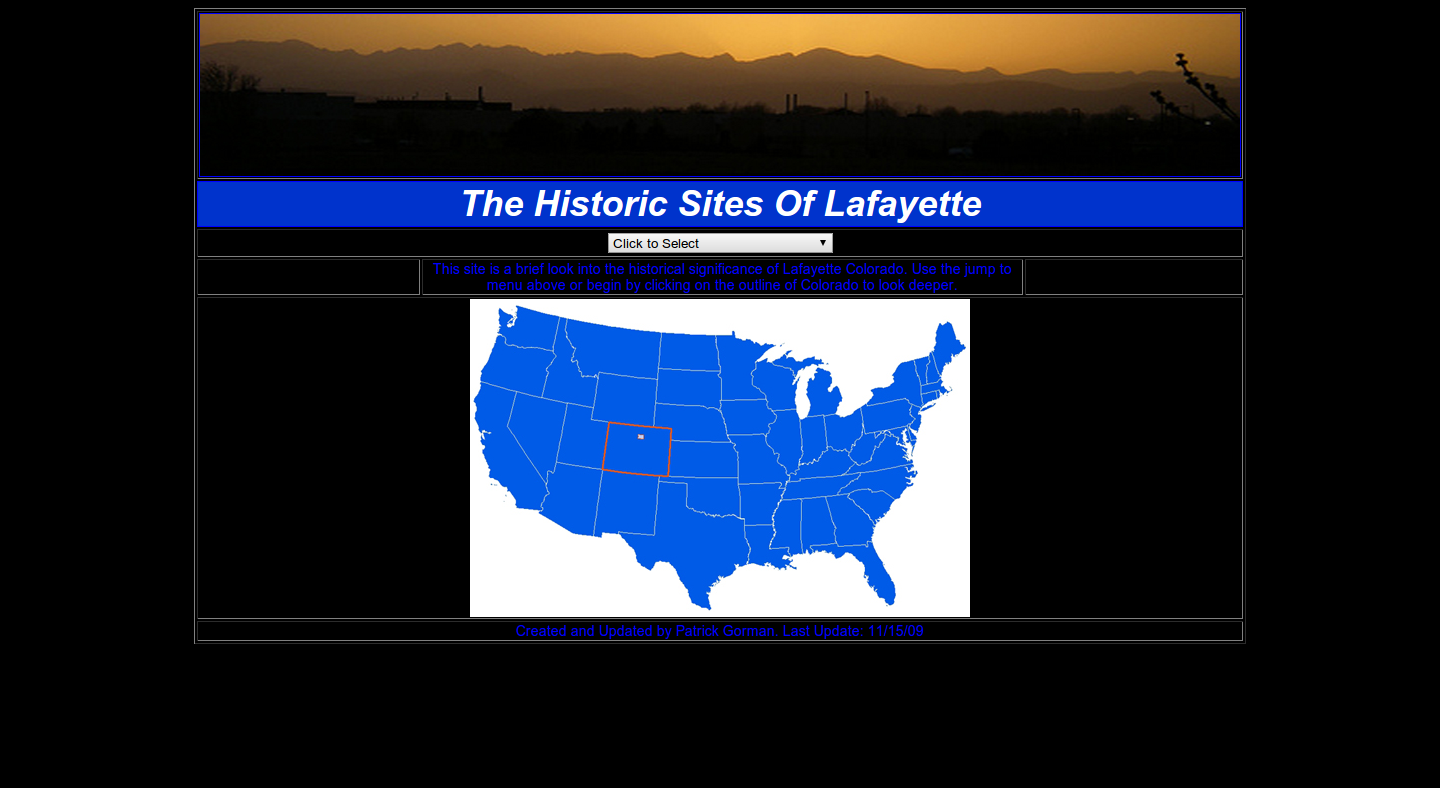 The Historic Sites Of Lafayette
Click to Select
This site is a brief look into the historical significance of Lafayette Colorado. Use the jump to
menu above or begin by clicking on the outline of Colorado to look deeper.
Created and Updated by Patrick Gorman. Last Update: 11/15/09